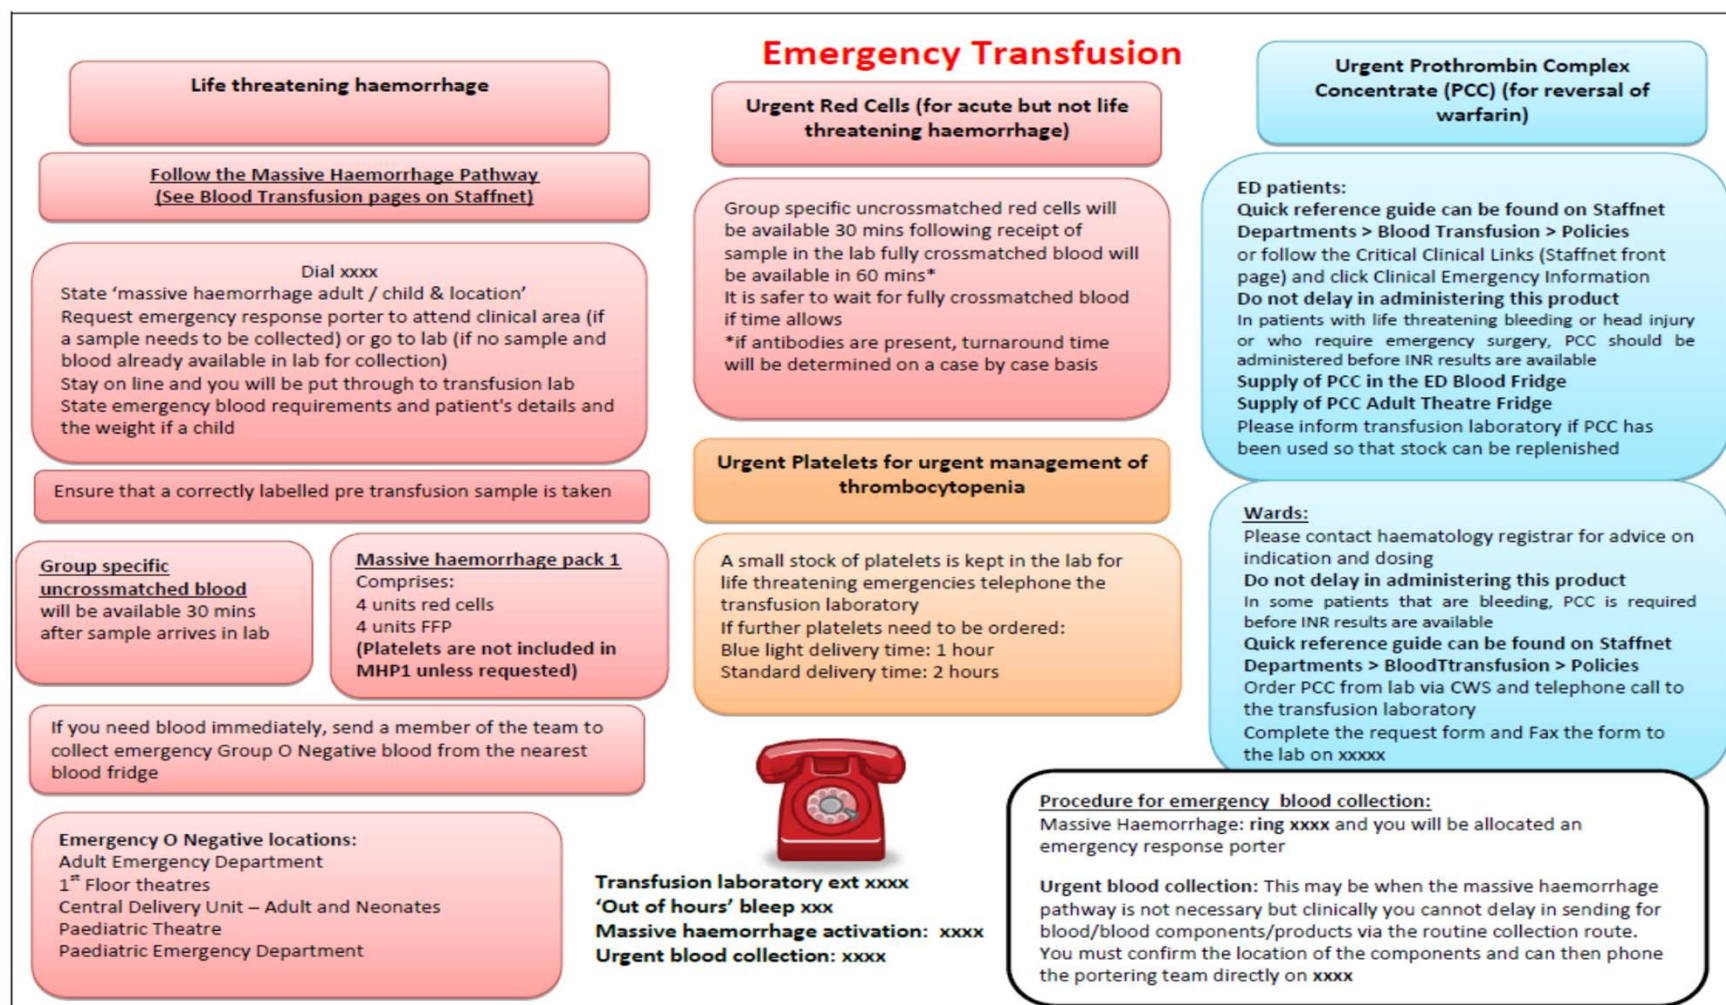 Emergency Transfusion
Life threatening haemorrhage
Follow the Massive Haemorrhage Pathway
(See Blood Transfusion pages on Staffnet)
Dial xxxx
State ‘massive haemorrhage adult / child & location’
Request emergency response porter to attend clinical area (if
a sample needs to be collected) or go to lab (if no sample and
blood already available in lab for collection)
Stay on line and you will be put through to transfusion lab
State emergency blood requirements and patient's details and
the weight if a child
Ensure that a correctly labelled pre transfusion sample is taken
Group specific
uncrossmatched blood
will be available 30 mins
after sample arrives in lab
Massive haemorrhage pack 1
Comprises:
4 units red cells
4 units FFP
(Platelets are not included in
MHP1 unless requested)
If you need blood immediately, send a member of the team to
collect emergency Group O Negative blood from the nearest
blood fridge
Emergency O Negative locations:
Adult Emergency Department
1st Floor theatres
Central Delivery Unit – Adult and Neonates
Paediatric Theatre
Paediatric Emergency Department
Urgent Red Cells (for acute but not life
threatening haemorrhage)
Group specific uncrossmatched red cells will
be available 30 mins following receipt of
sample in the lab fully crossmatched blood will
be available in 60 mins*
It is safer to wait for fully crossmatched blood
if time allows
*if antibodies are present, turnaround time
will be determined on a case by case basis
Urgent Platelets for urgent management of
thrombocytopenia
A small stock of platelets is kept in the lab for
life threatening emergencies telephone the
transfusion laboratory
If further platelets need to be ordered:
Blue light delivery time: 1 hour
Standard delivery time: 2 hours
Transfusion laboratory ext xxxx
‘Out of hours’ bleep xxx
Massive haemorrhage activation: xxxx
Urgent blood collection: xxxx
Urgent Prothrombin Complex
Concentrate (PCC) (for reversal of
warfarin)
ED patients:
Quick reference guide can be found on Staffnet
Departments > Blood Transfusion > Policies
or follow the Critical Clinical Links (Staffnet front
page) and click Clinical Emergency Information
Do not delay in administering this product
In patients with life threatening bleeding or head injury
or who require emergency surgery, PCC should be
administered before INR results are available
Supply of PCC in the ED Blood Fridge
Supply of PCC Adult Theatre Fridge
Please inform transfusion laboratory if PCC has
been used so that stock can be replenished
Wards:
Please contact haematology registrar for advice on
indication and dosing
Do not delay in administering this product
In some patients that are bleeding, PCC is required
before INR results are available
Quick reference guide can be found on Staffnet
Departments > BloodTtransfusion > Policies
Order PCC from lab via CWS and telephone call to
the transfusion laboratory
Complete the request form and Fax the form to
the lab on xxxxx
Procedure for emergency blood collection:
Massive Haemorrhage: ring xxxx and you will be allocated an
emergency response porter
Urgent blood collection: This may be when the massive haemorrhage
pathway is not necessary but clinically you cannot delay in sending for
blood/blood components/products via the routine collection route.
You must confirm the location of the components and can then phone
the portering team directly on xxxx